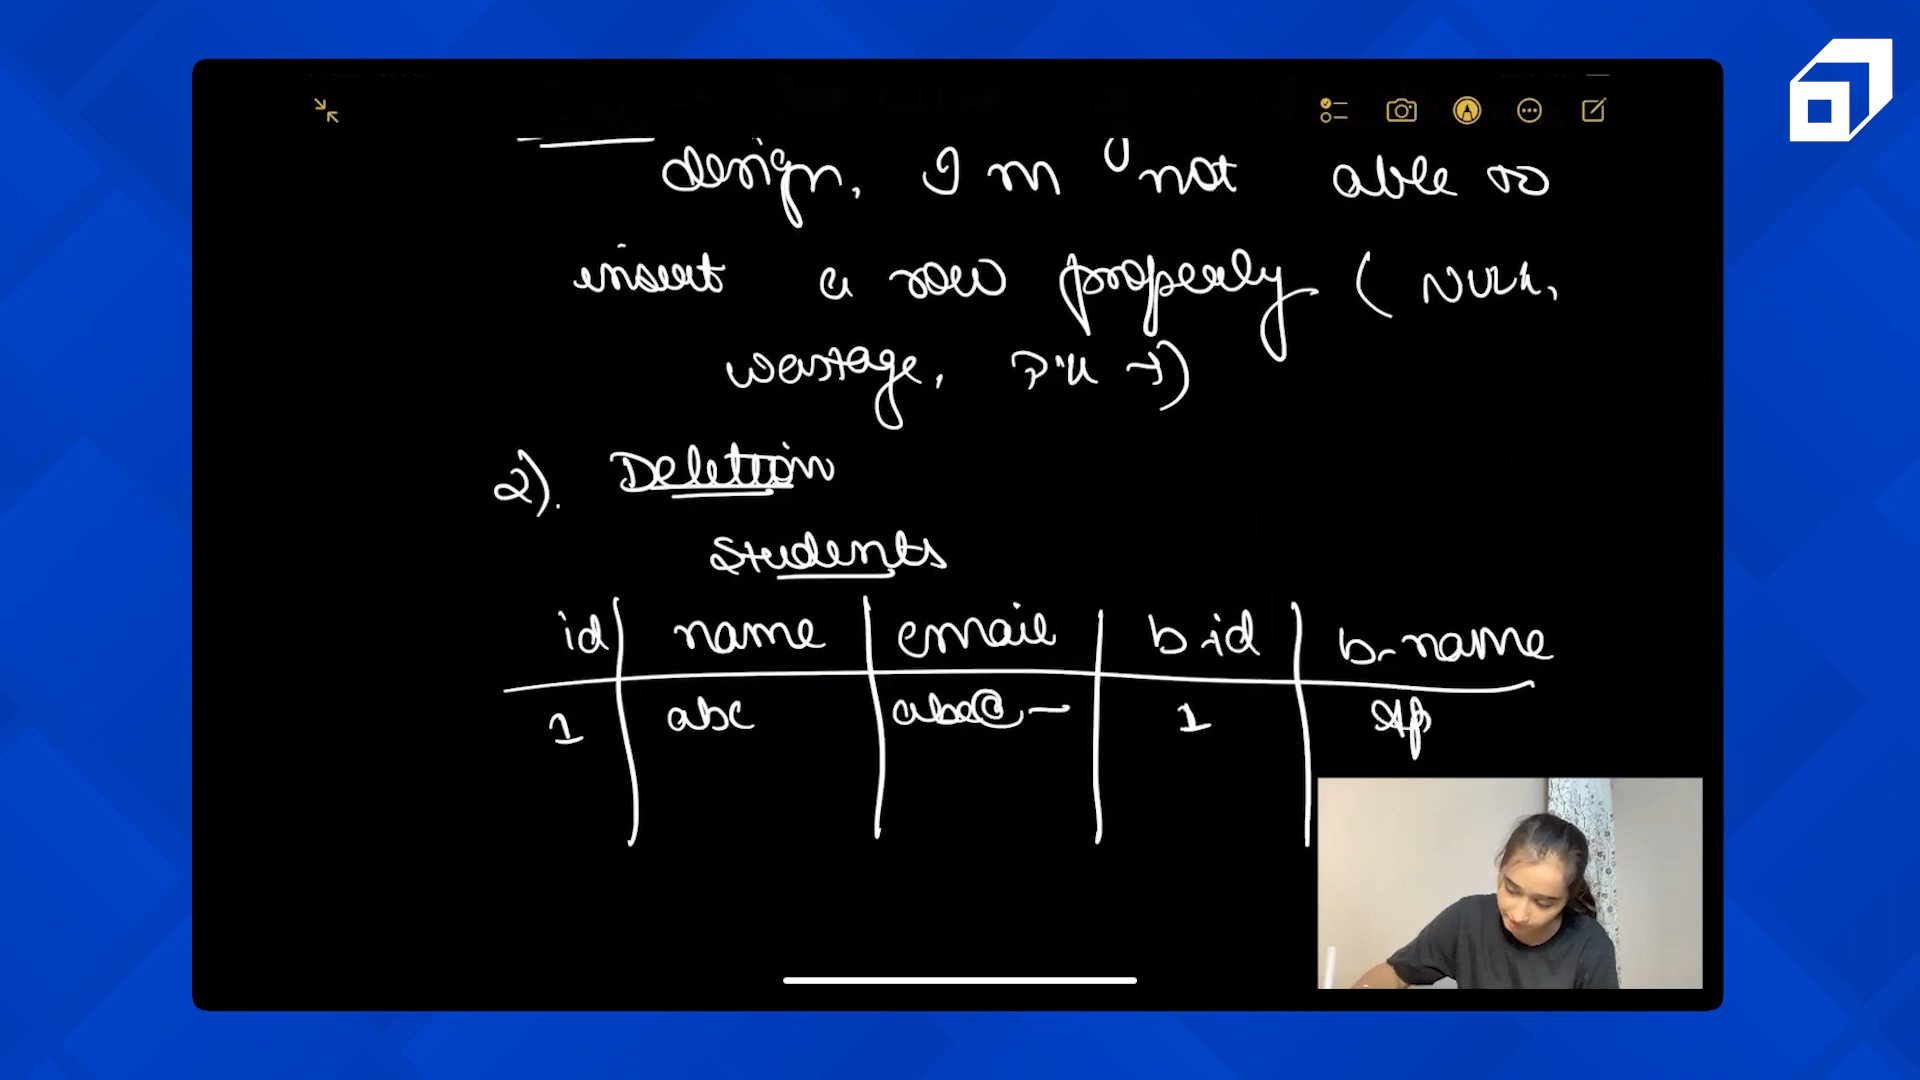 design, I m not able to
insert a row properly ( NULL,
wastage,
2). Deletion
Students
id name email b-id b-name
1 abc abc@— 1